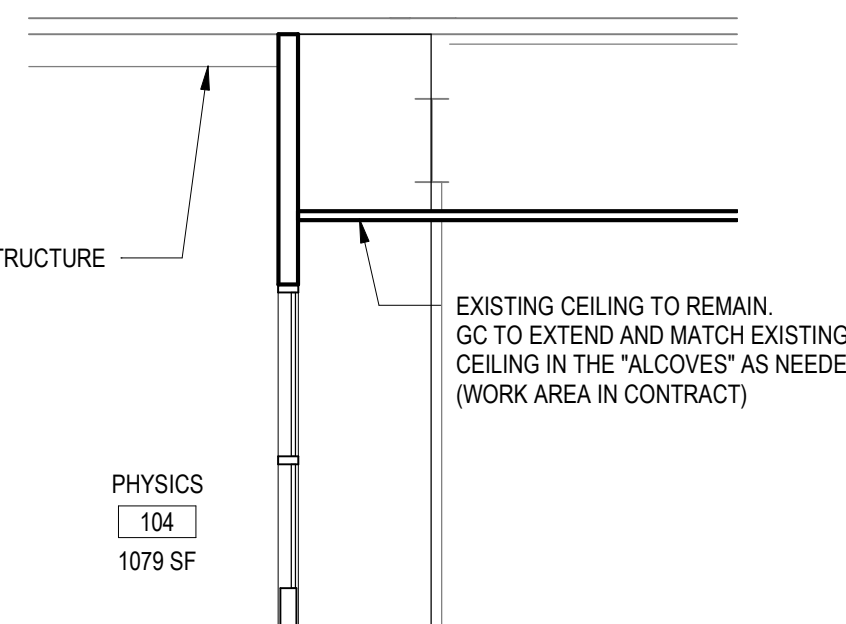 TRUCTURE
EXISTING CEILING TO REMAIN.
GC TO EXTEND AND MATCH EXISTING
CEILING IN THE "ALCOVES" AS NEEDE
(WORK AREA IN CONTRACT)
PHYSICS
104
1079 SF